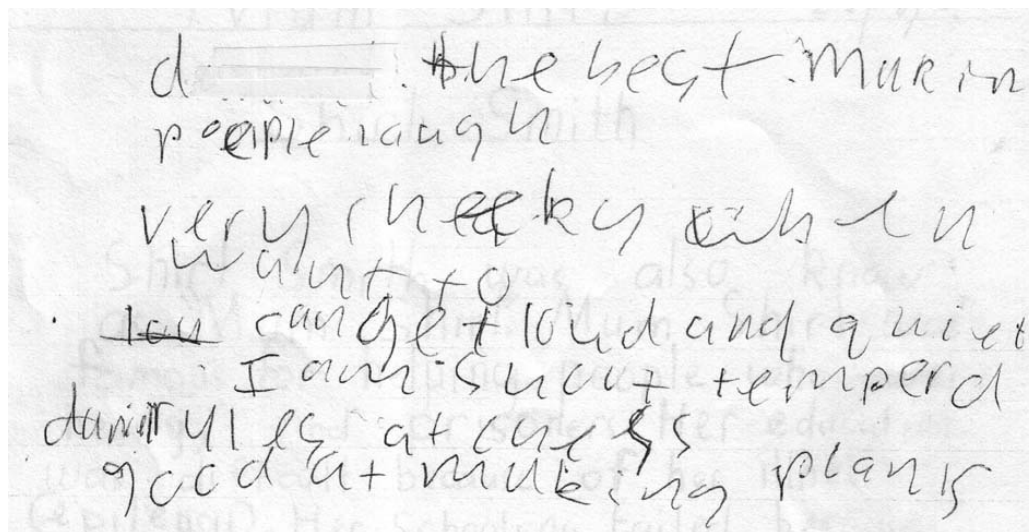 d the best makin
people laugh
very cheeky when
want to
can get loud and quiet
I am short temperd
rules at chess
good at making plans